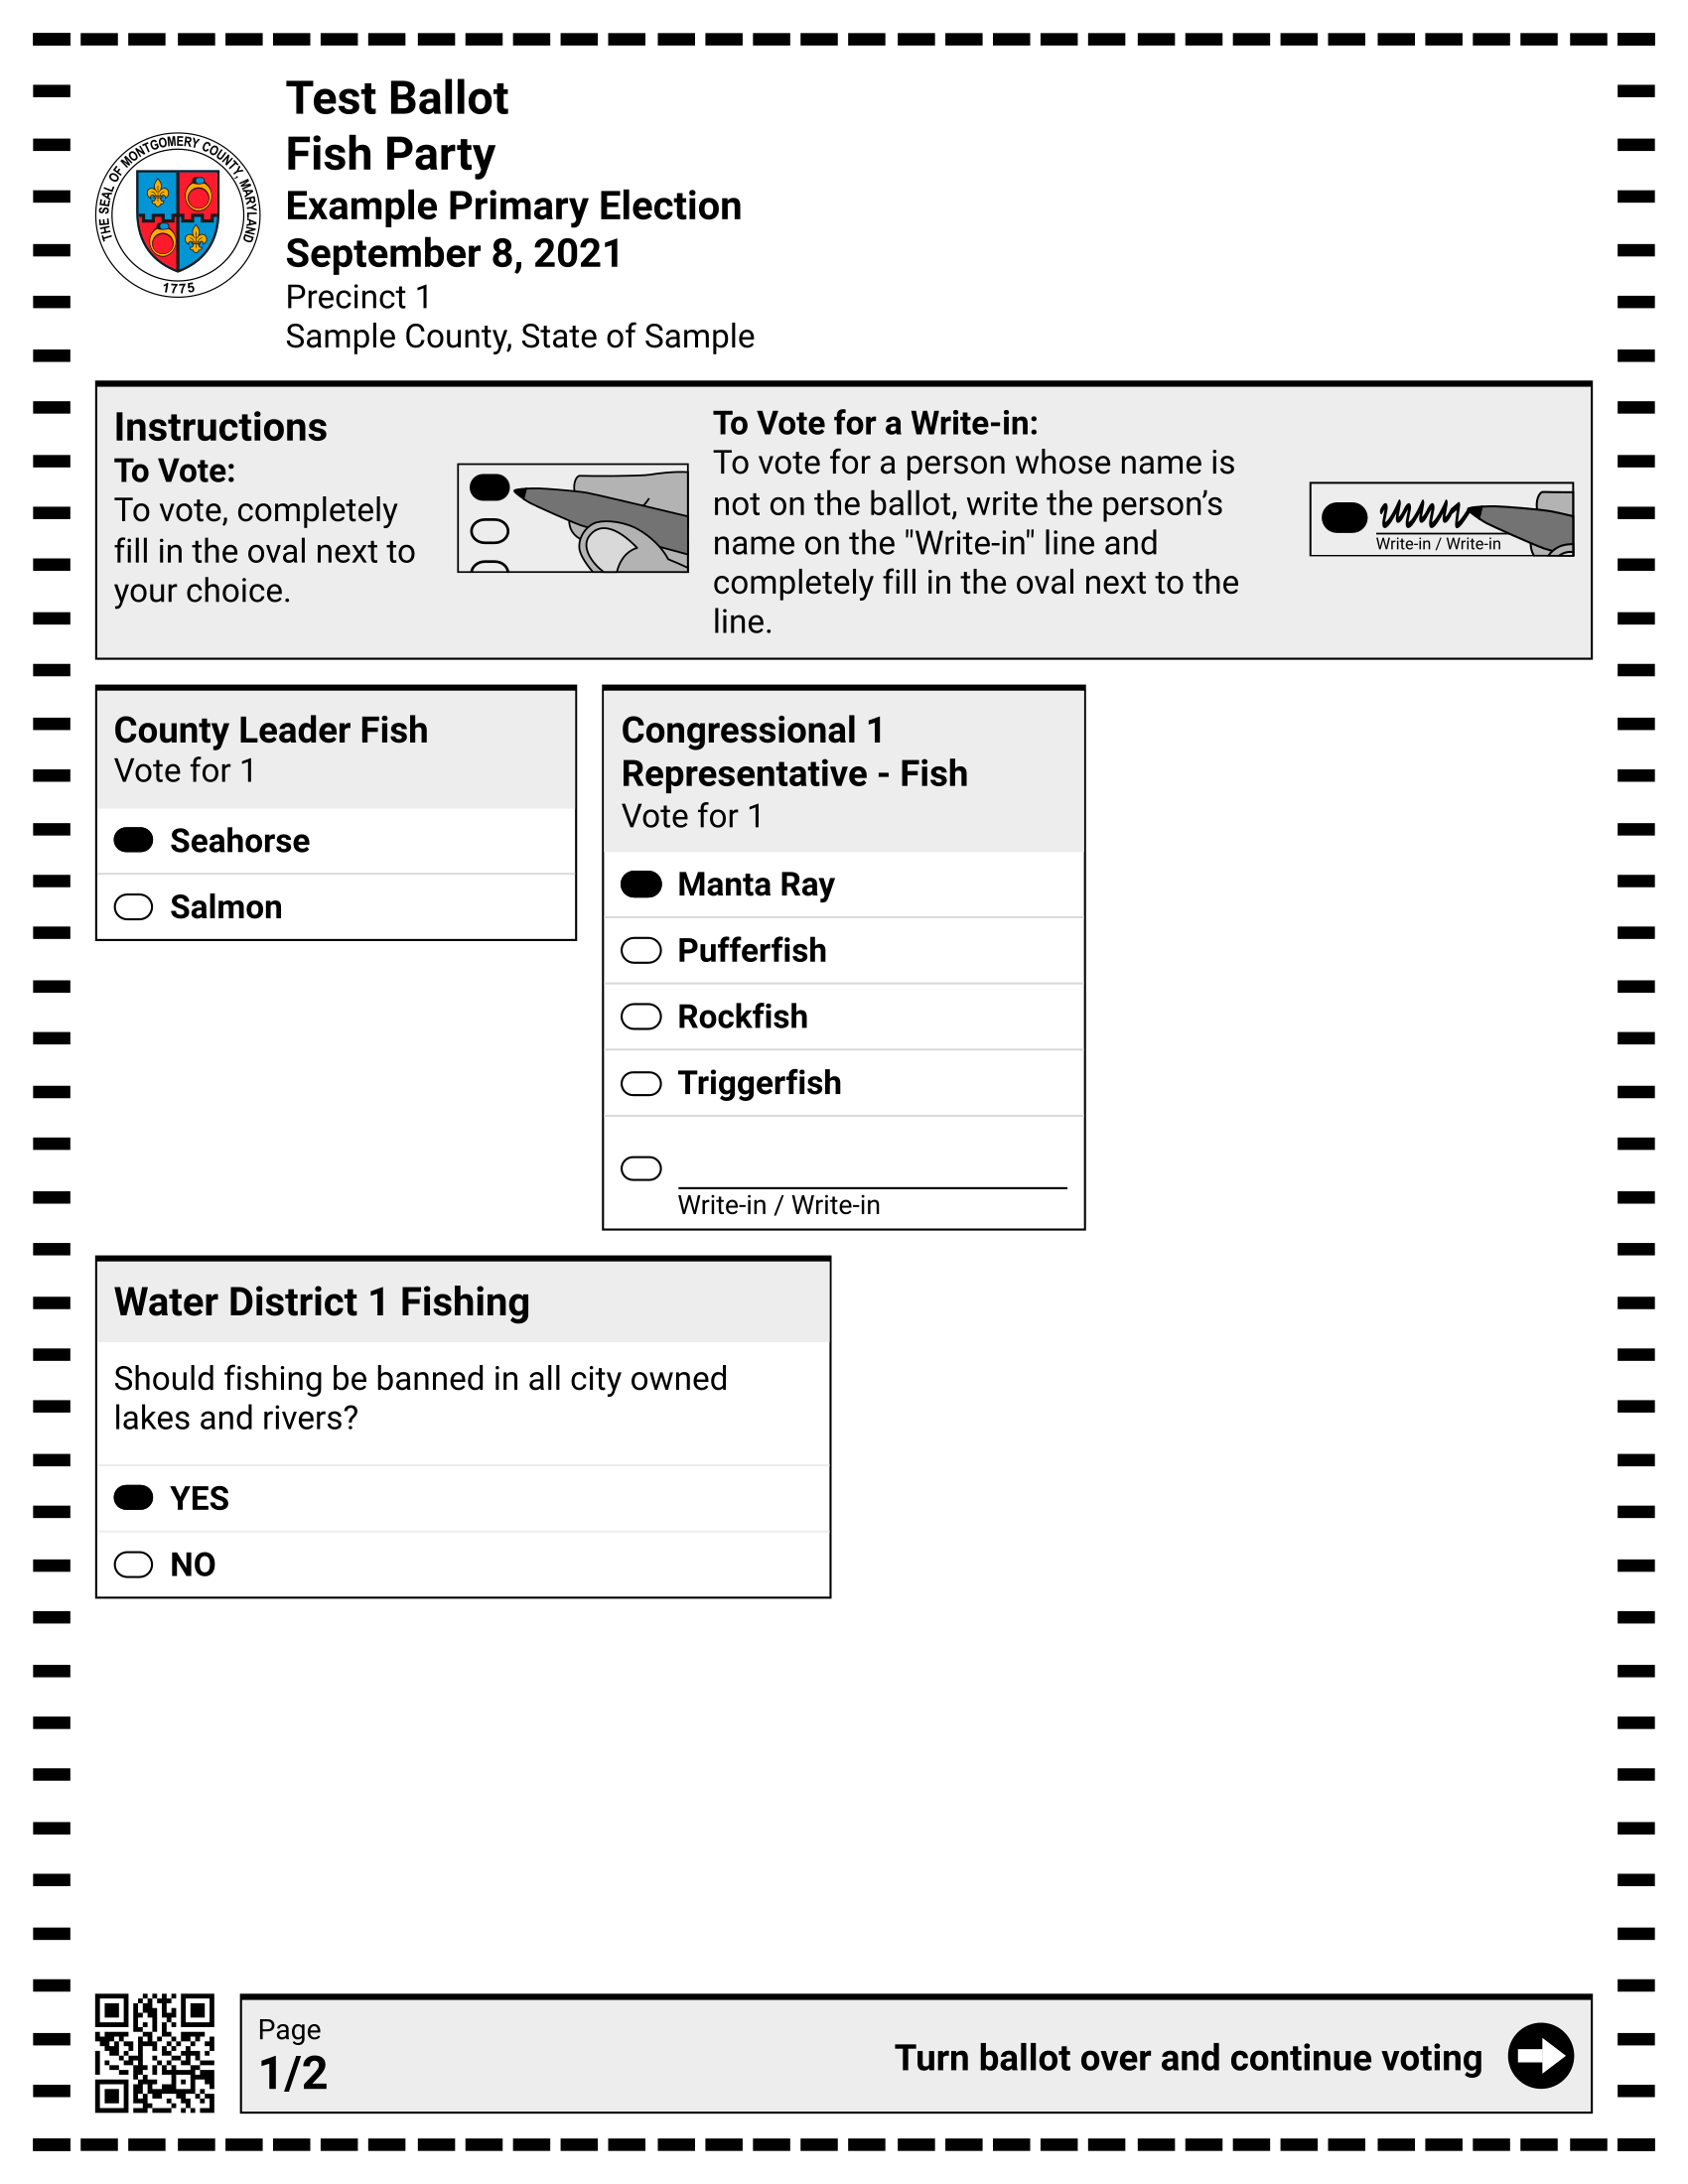 Test Ballot
Fish Party
Example Primary Election
September 8, 2021
Precinct 1
Sample County, State of Sample
THE SEAL OF MONTGOMERY COUNTY, MARYLAND
1775
Instructions
To Vote:
To vote, completely
fill in the oval next to
your choice.
To Vote for a Write-in:
To vote for a person whose name is
not on the ballot, write the person’s
name on the "Write-in" line and
completely fill in the oval next to the
line.
Write-in / Write-in
County Leader Fish
Vote for 1
Seahorse
Salmon
Congressional 1
Representative - Fish
Vote for 1
Manta Ray
Pufferfish
Rockfish
Triggerfish
Write-in / Write-in
Water District 1 Fishing
Should fishing be banned in all city owned
lakes and rivers?
YES
NO
Page
1/2
Turn ballot over and continue voting